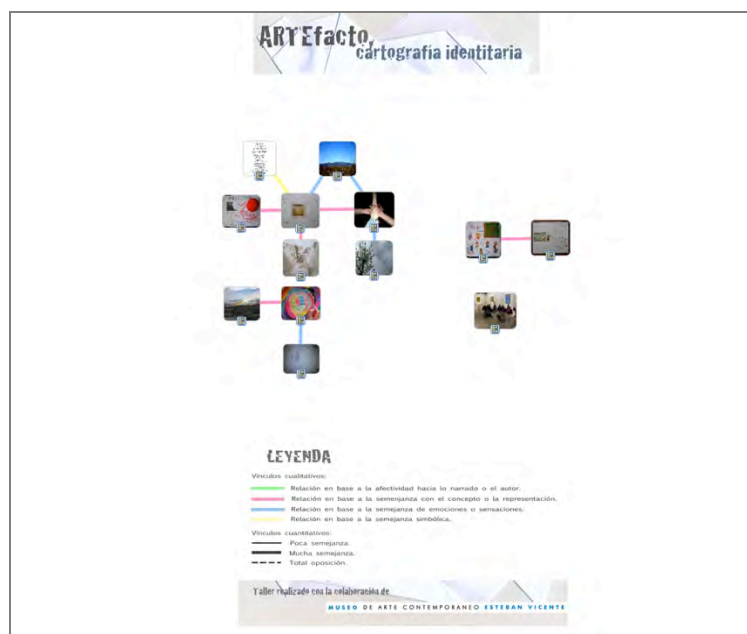 ARTEfacto,
cartografía identitaria
LEYENDA
Vínculos cualitativos:
Relación en base a la afectividad hacia lo narrado o el autor.
Relación en base a la semenjanza con el concepto o la representación.
Relación en base a la semejanza de emociones o sensaciones.
Relación en base a la semejanza simbólica.
Vínculos cuantitativos:
Poca semejanza.
Mucha semejanza.
Total oposición.
Taller realizado con la colaboración de
MUSEO DE ARTE CONTEMPORANEO ESTEBAN VICENTE